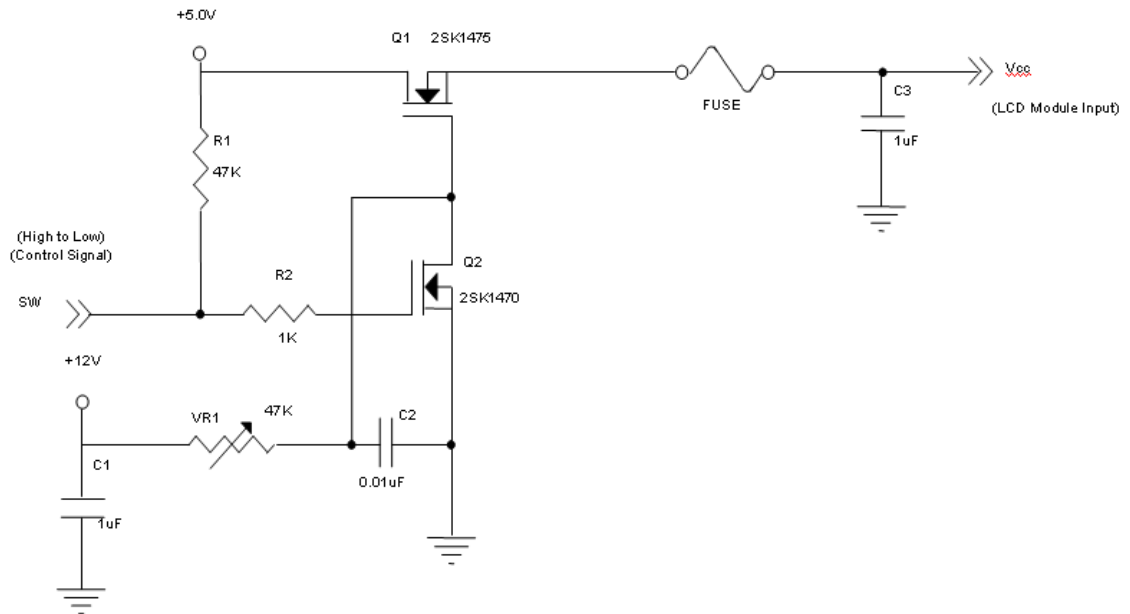 +5.0V
Q1 2SK1475
Vcc
(LCD Module Input)
FUSE
C3
1uF
R1
47K
(High to Low)
(Control Signal)
SW
R2
1K
Q2
2SK1470
+12V
VR1
47K
C2
0.01uF
C1
1uF